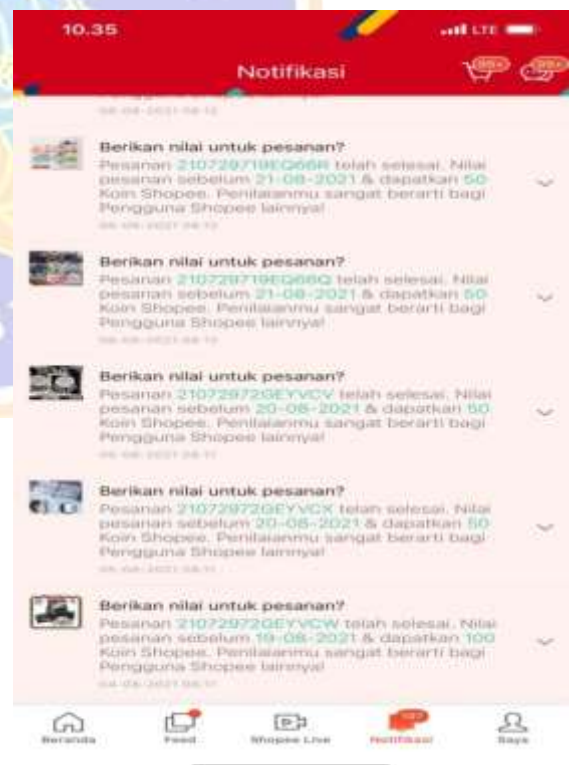 10.35
LTE
Notifikasi
99+
99+
Berikan nilai untuk pesanan?
Pesanan 210729719EQ66R telah selesai. Nilai
pesanan sebelum 21-08-2021 & dapatkan 50
Koin Shopee. Penilaianmu sangat berarti bagi
Pengguna Shopee lainnya!
Berikan nilai untuk pesanan?
Pesanan 210729719EQ66Q telah selesai. Nilai
pesanan sebelum 21-08-2021 & dapatkan 50
Koin Shopee. Penilaianmu sangat berarti bagi
Pengguna Shopee lainnya!
Berikan nilai untuk pesanan?
Pesanan 21072972GEYVCV telah selesai. Nilai
pesanan sebelum 20-08-2021 & dapatkan 50
Koin Shopee. Penilaianmu sangat berarti bagi
Pengguna Shopee lainnya!
Berikan nilai untuk pesanan?
Pesanan 21072972GEYVCX telah selesai. Nilai
pesanan sebelum 20-08-2021 & dapatkan 50
Koin Shopee. Penilaianmu sangat berarti bagi
Pengguna Shopee lainnya!
Berikan nilai untuk pesanan?
Pesanan 21072972GEYVCW telah selesai. Nilai
pesanan sebelum 19-08-2021 & dapatkan 100
Koin Shopee. Penilaianmu sangat berarti bagi
Pengguna Shopee lainnya!
Beranda
Feed
Shopee Live
Notifikasi
Saya